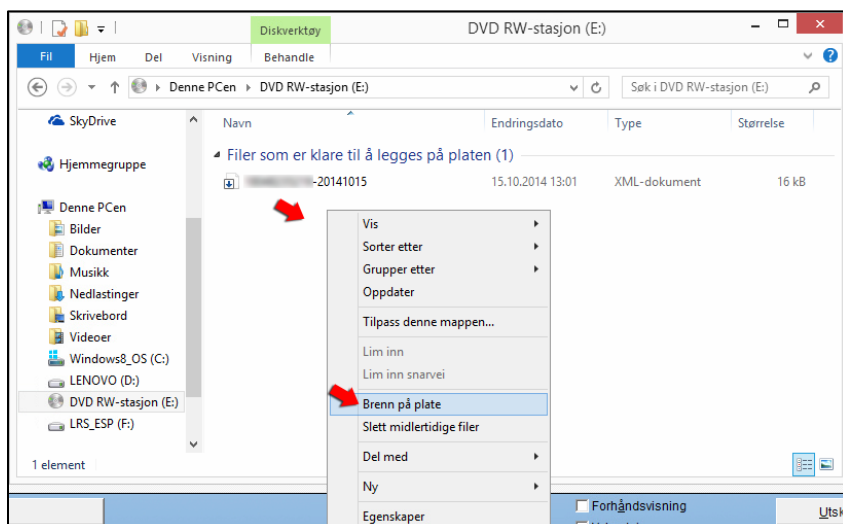 Diskverktøy
DVD RW-stasjon (E:)
Fil Hjem Del Visning Behandle
Denne PCen DVD RW-stasjon (E:)
Søk i DVD RW-stasjon (E:)
SkyDrive
Hjemmegruppe
Denne PCen
Bilder
Dokumenter
Musikk
Nedlastinger
Skrivebord
Videoer
Windows8_OS (C:)
LENOVO (D:)
DVD RW-stasjon (E:)
LRS_ESP (F:)
Navn Endringsdato Type Størrelse
Filer som er klare til å legges på platen (1)
-20141015 15.10.2014 13:01 XML-dokument 16 kB
Vis
Sorter etter
Grupper etter
Oppdater
Tilpass denne mappen...
Lim inn
Lim inn snarvei
Brenn på plate
Slett midlertidige filer
Del med
Ny
Egenskaper
1 element
Forhåndsvisning